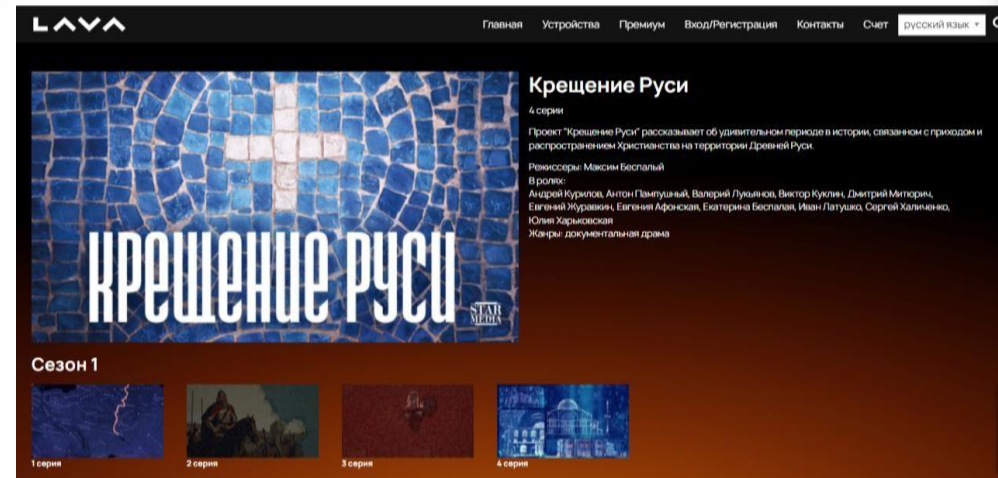 LAVA
Главная Устройства Премиум Вход/Регистрация Контакты Счет русский язык
Крещение Руси
4 серии
Проект "Крещение Руси" рассказывает об удивительном периоде в истории, связанном с приходом и
распространением Христианства на территории Древней Руси.
Режиссеры: Максим Беспалый
В ролях:
Андрей Курилов, Антон Пампушный, Валерий Лукьянов, Виктор Куклин, Дмитрий Митюрич,
Евгений Журавкин, Евгения Афонская, Екатерина Беспалая, Иван Латушко, Сергей Халиченко,
Юлия Харьковская
Жанры: документальная драма
КРЕЩЕНИЕ РУСИ
STAR
MEDIA
Сезон 1
1 серия
2 серия
3 серия
4 серия